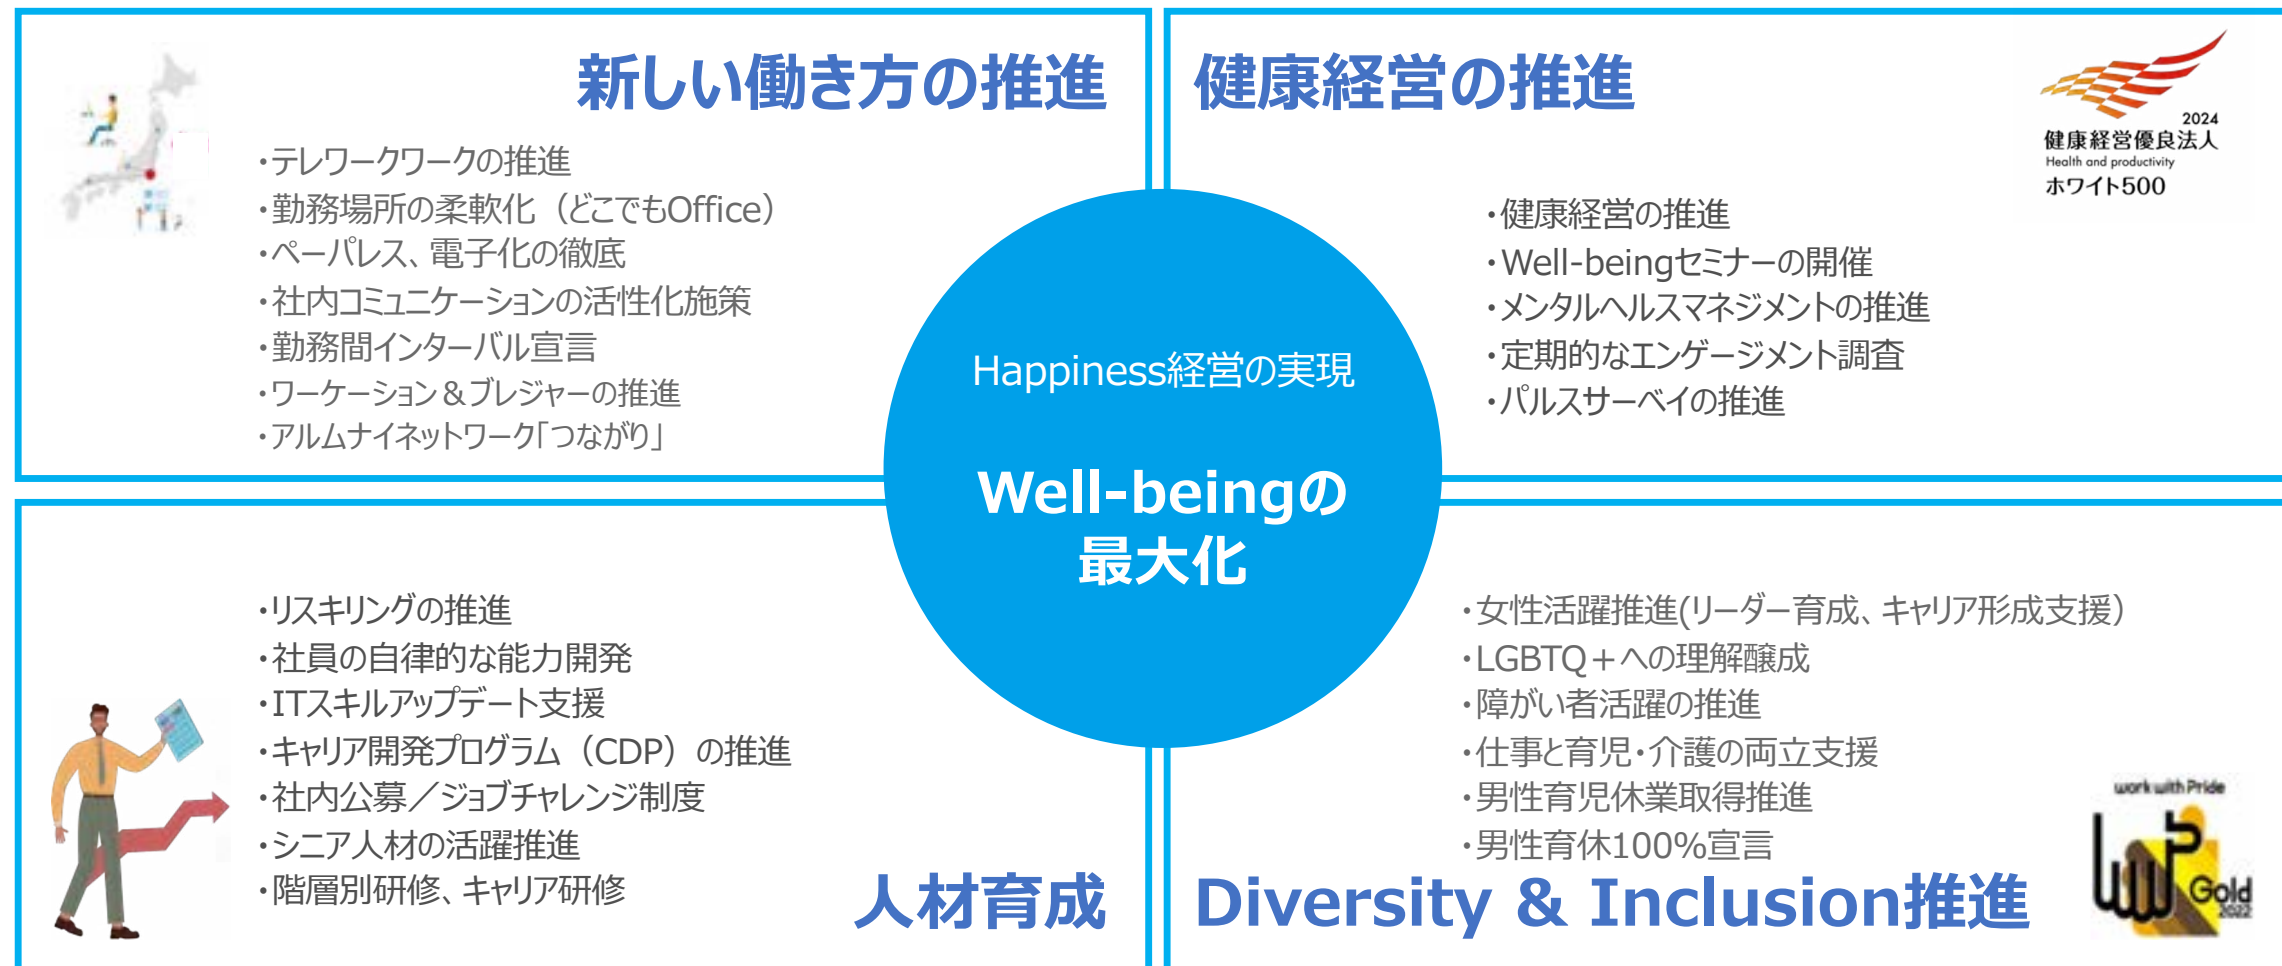 新しい働き方の推進
・テレワークワークの推進
・勤務場所の柔軟化（どこでもOffice）
・ペーパレス、電子化の徹底
・社内コミュニケーションの活性化施策
・勤務間インターバル宣言
・ワーケーション＆ブレジャーの推進
・アルムナイネットワーク「つながり」
健康経営の推進
2024
健康経営優良法人
Health and productivity
ホワイト500
・健康経営の推進
・Well-beingセミナーの開催
・メンタルヘルスマネジメントの推進
・定期的なエンゲージメント調査
・パルスサーベイの推進
Happiness経営の実現
Well-beingの
最大化
・リスキリングの推進
・社員の自律的な能力開発
・ITスキルアップデート支援
・キャリア開発プログラム（CDP）の推進
・社内公募／ジョブチャレンジ制度
・シニア人材の活躍推進
・階層別研修、キャリア研修
人材育成
・女性活躍推進(リーダー育成、キャリア形成支援）
・LGBTQ＋への理解醸成
・障がい者活躍の推進
・仕事と育児・介護の両立支援
・男性育児休業取得推進
・男性育休100%宣言
Diversity & Inclusion推進
work with Pride
Gold
2022